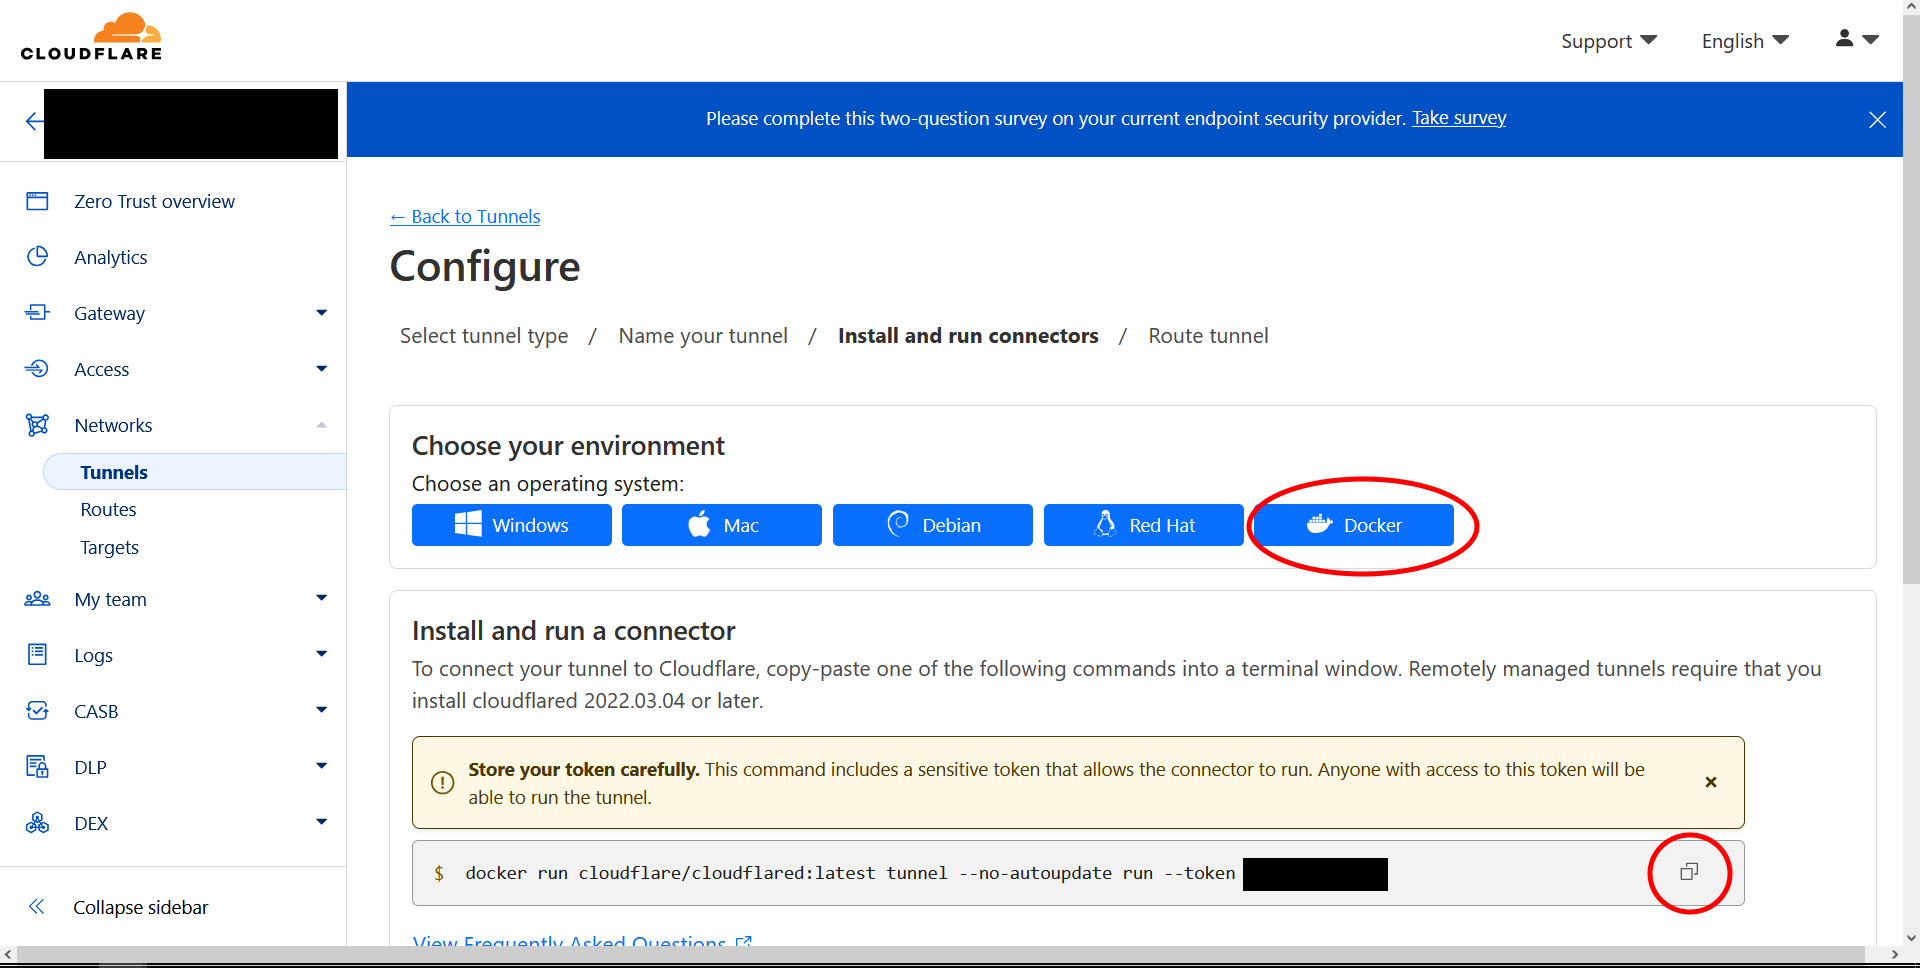 CLOUDFLARE
Support
English
Please complete this two-question survey on your current endpoint security provider. Take survey
Zero Trust overview
Analytics
Gateway
Access
Networks
Tunnels
Routes
Targets
My team
Logs
CASB
DLP
DEX
Collapse sidebar
← Back to Tunnels
Configure
Select tunnel type / Name your tunnel / Install and run connectors / Route tunnel
Choose your environment
Choose an operating system:
Windows
Mac
Debian
Red Hat
Docker
Install and run a connector
To connect your tunnel to Cloudflare, copy-paste one of the following commands into a terminal window. Remotely managed tunnels require that you
install cloudflared 2022.03.04 or later.
Store your token carefully. This command includes a sensitive token that allows the connector to run. Anyone with access to this token will be
able to run the tunnel.
$ docker run cloudflare/cloudflared:latest tunnel --no-autoupdate run --token
View Frequently Asked Questions